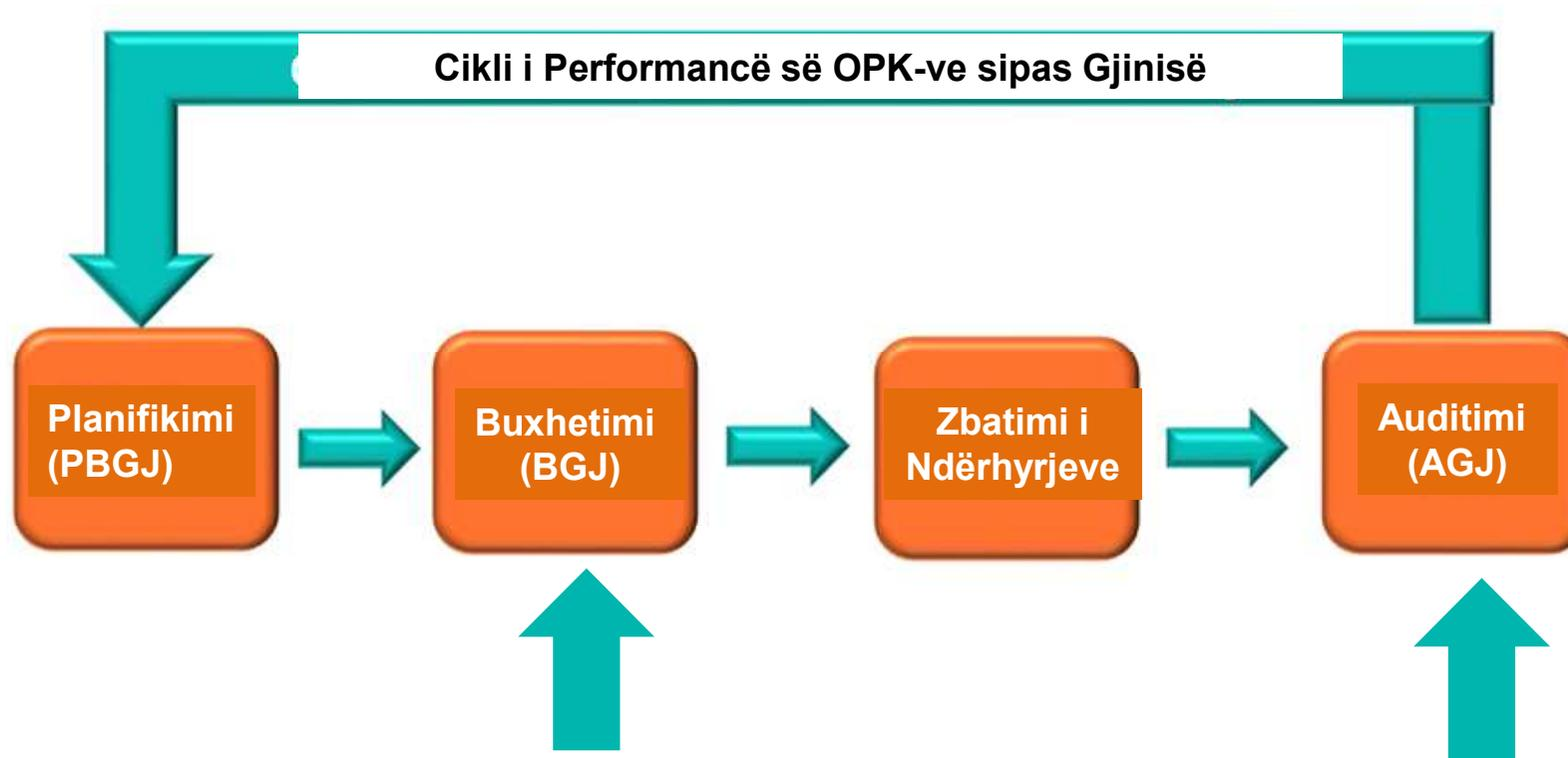 Cikli i Performancë së OPK-ve sipas Gjinisë
Planifikimi
(PBGJ)
Buxhetimi
(BGJ)
Zbatimi i
Ndërhyrjeve
Auditimi
(AGJ)